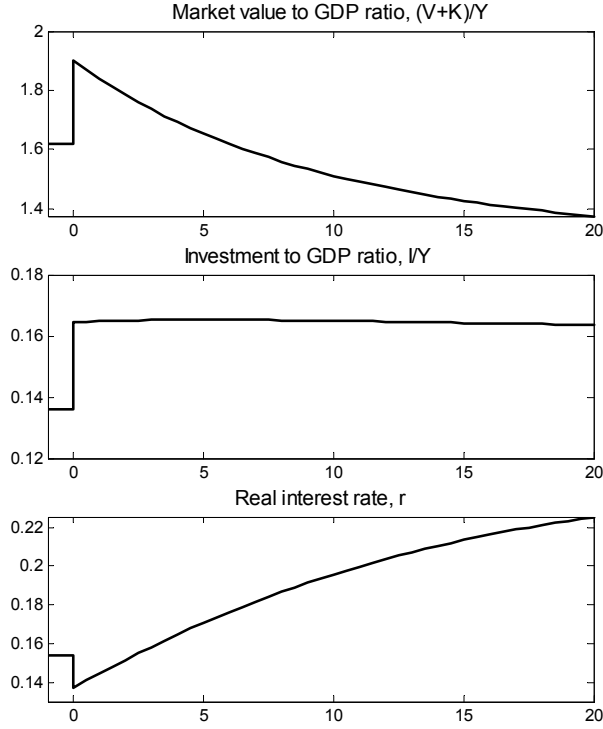 Market value to GDP ratio, (V+K)/Y
2
1.8
1.6
1.4
0 5 10 15 20
Investment to GDP ratio, I/Y
0.18
0.16
0.14
0.12
0 5 10 15 20
Real interest rate, r
0.22
0.2
0.18
0.16
0.14
0 5 10 15 20